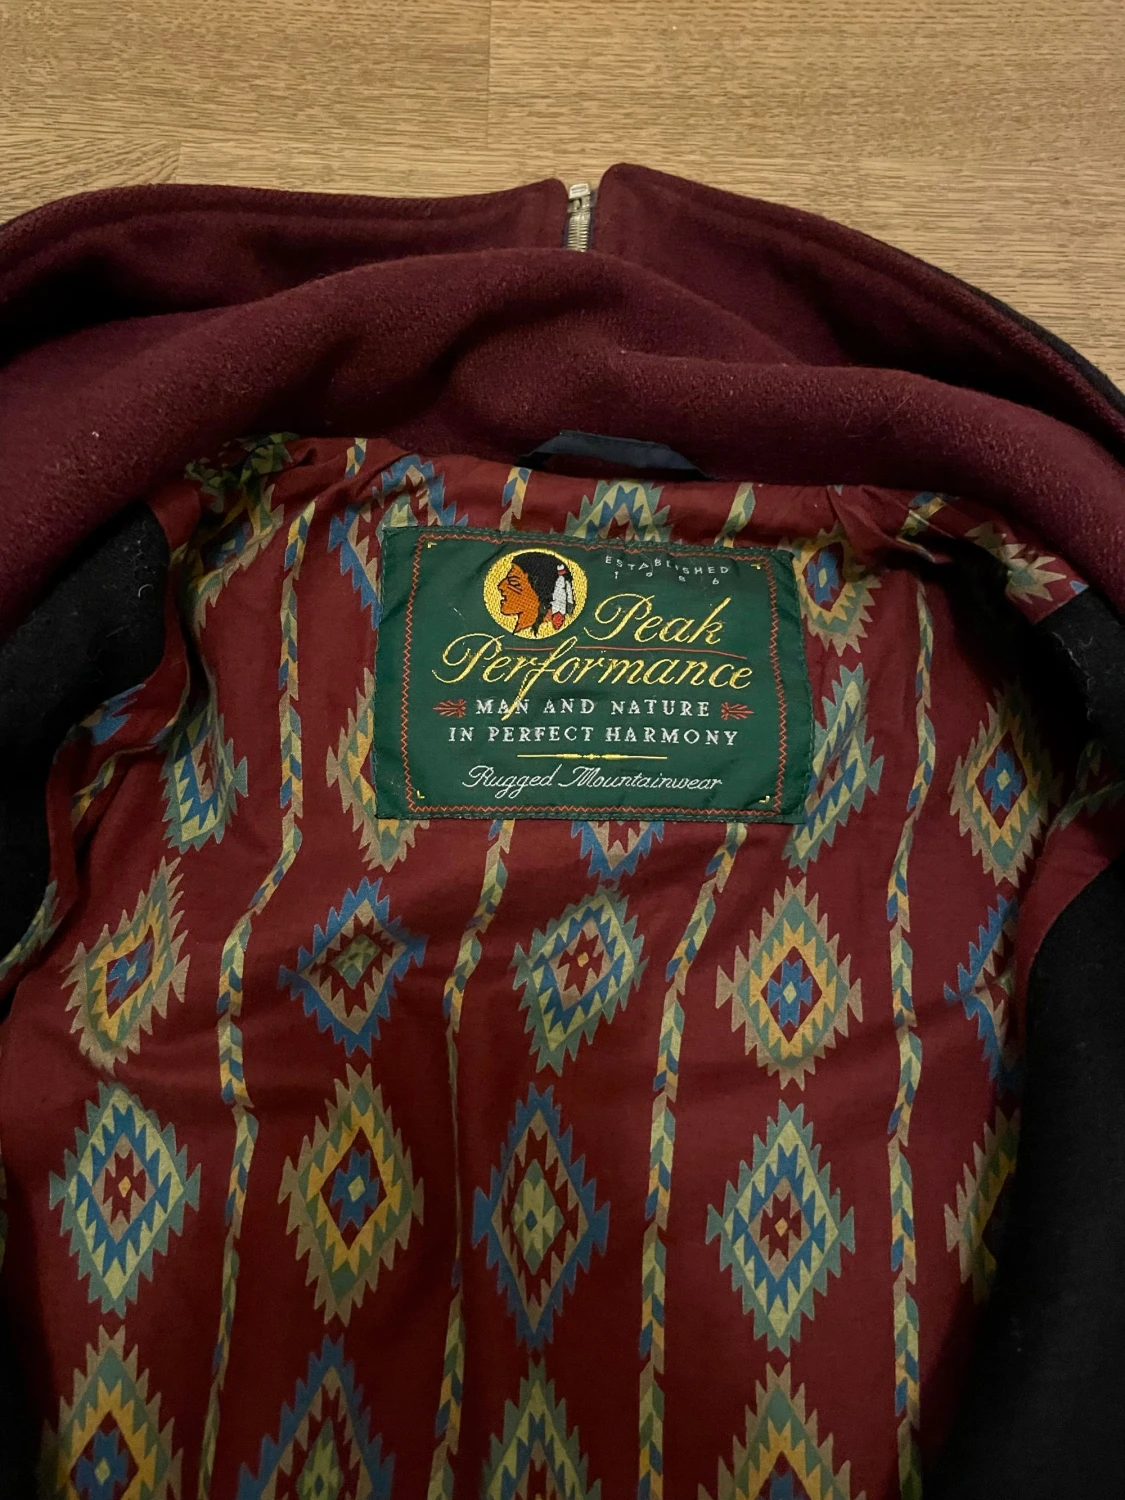 ESTABLISHED
1986
Peak
Performance
MAN AND NATURE
IN PERFECT HARMONY
Rugged Mountainwear